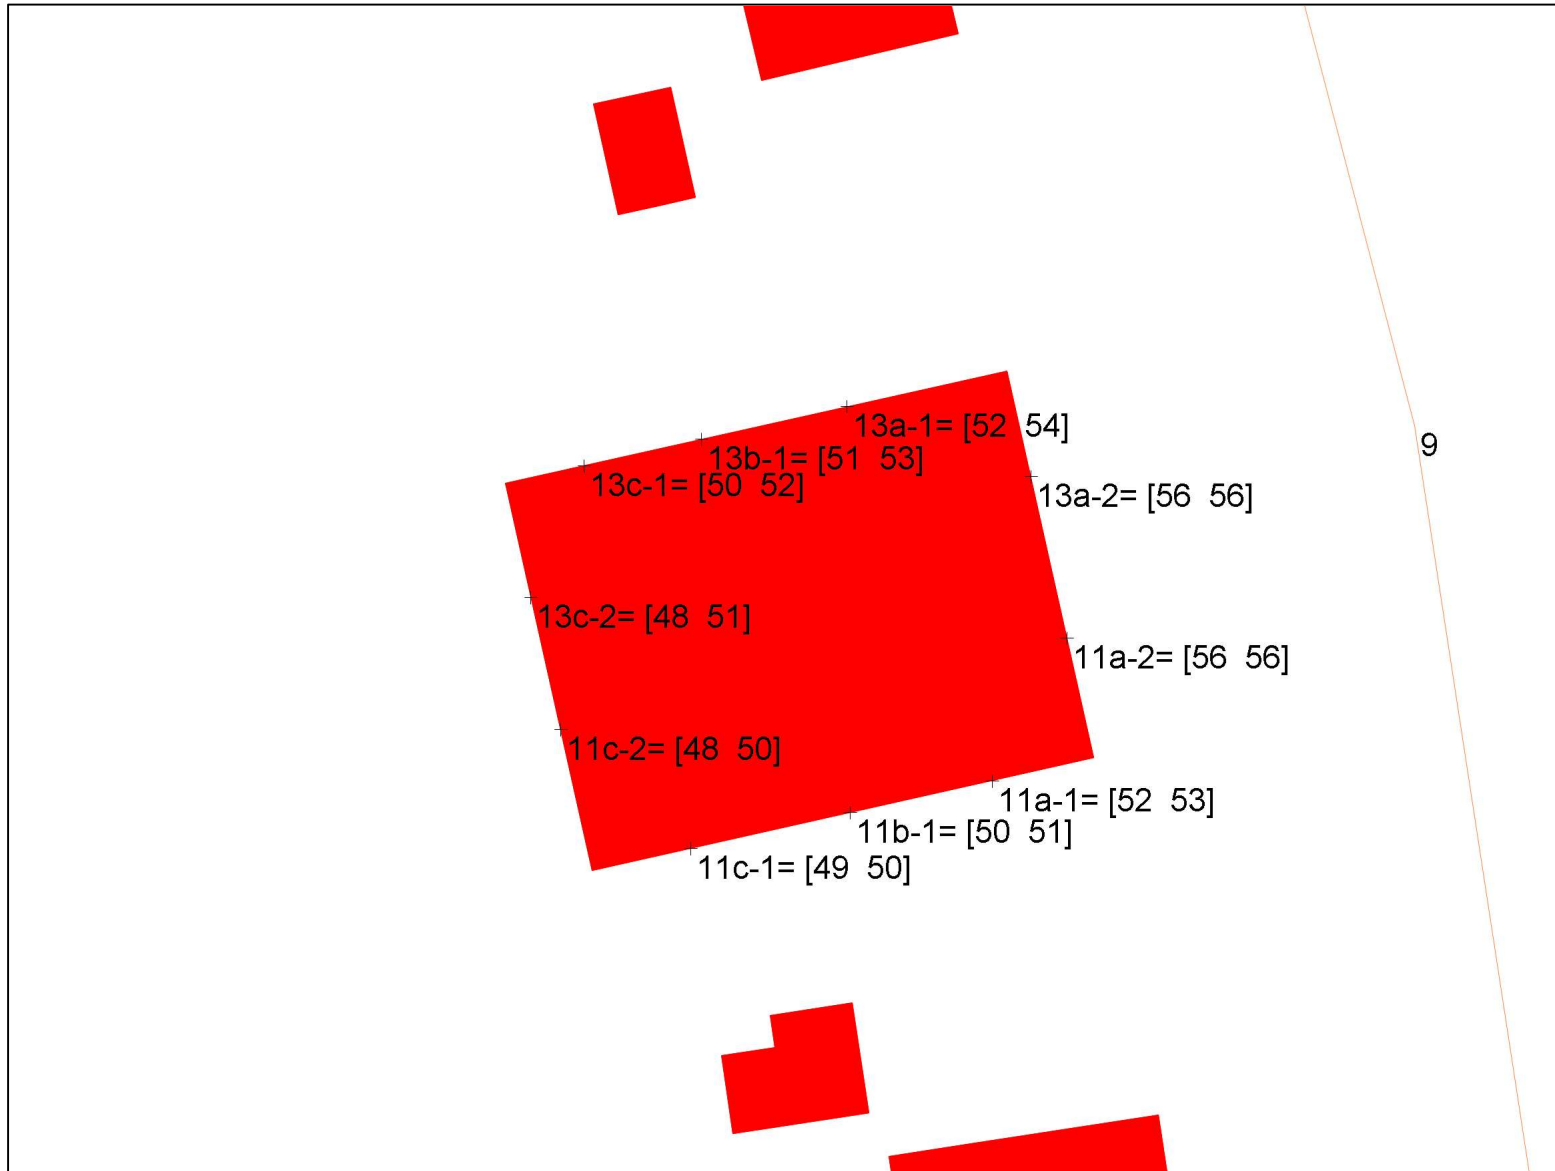 13a-1= [52 54]
9
13b-1= [51 53]
13c-1= [50 52]
13a-2= [56 56]
13c-2= [48 51]
11a-2= [56 56]
11c-2= [48 50]
11a-1= [52 53]
11b-1= [50 51]
11c-1= [49 50]